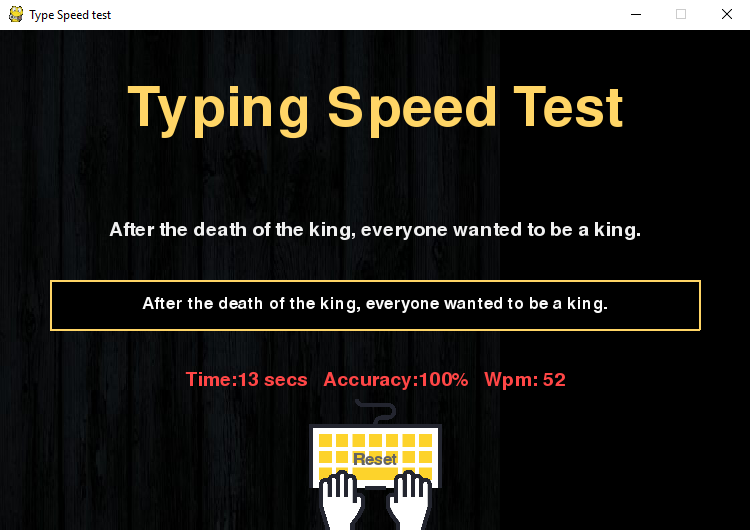 Type Speed test
Typing Speed Test
After the death of the king, everyone wanted to be a king.
After the death of the king, everyone wanted to be a king.
Time:13 secs Accuracy:100% Wpm: 52
Reset